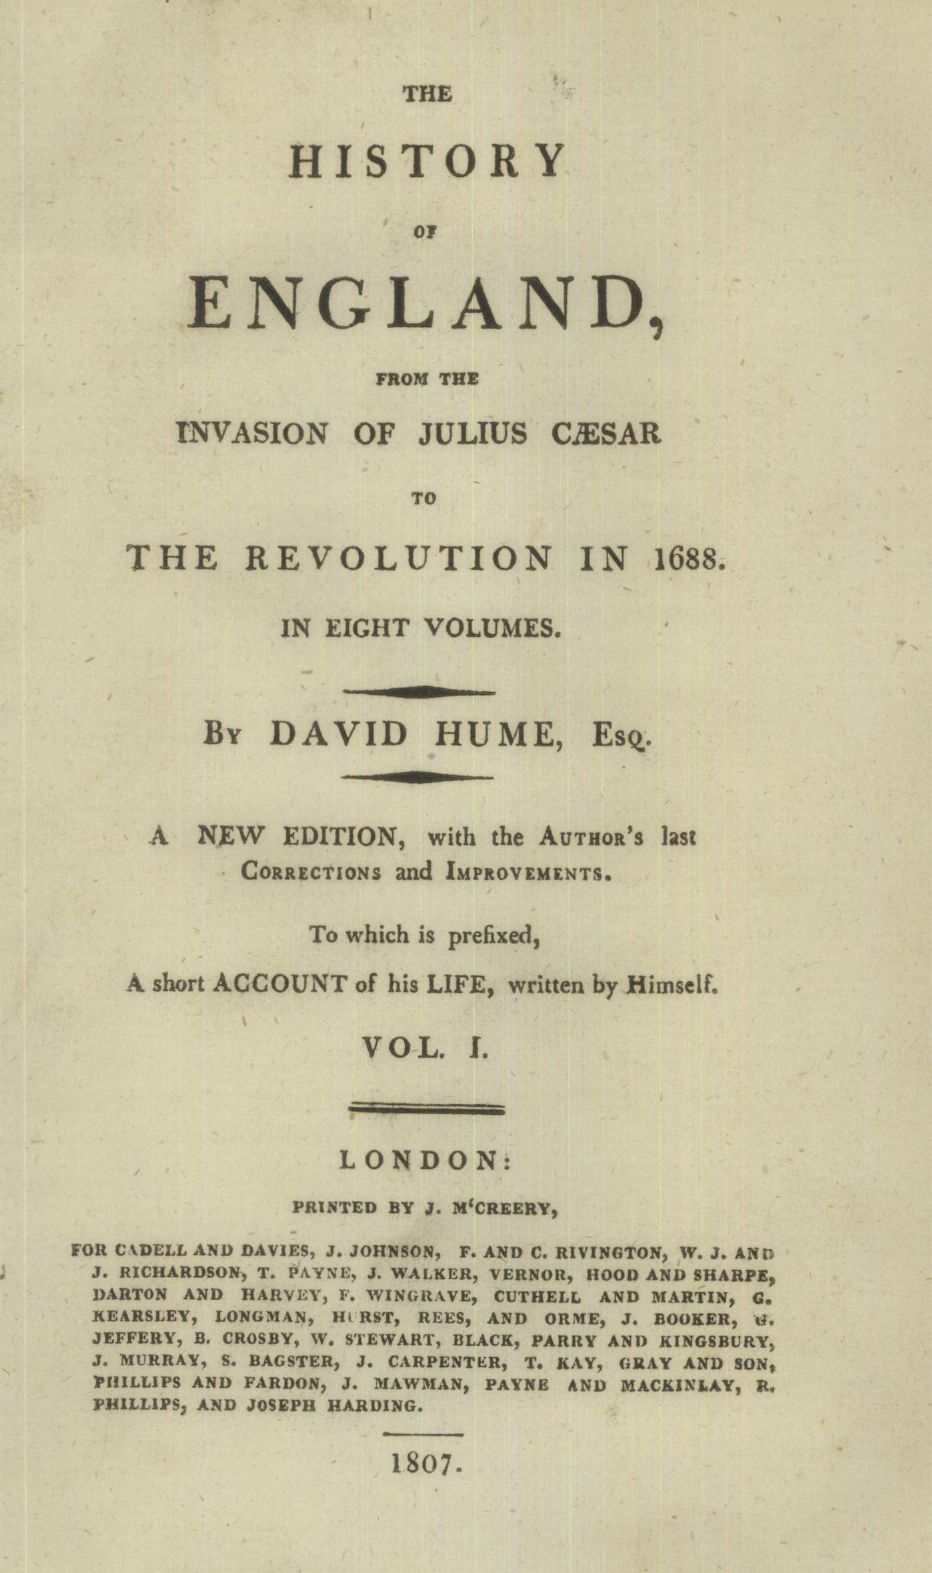 THE
HISTORY
OF
ENGLAND,
FROM THE
INVASION OF JULIUS CÆSAR
TO
THE REVOLUTION IN 1688.
IN EIGHT VOLUMES.
By DAVID HUME, Esq.
A NEW EDITION, with the Author's last
Corrections and Improvements.
To which is prefixed,
A short ACCOUNT of his LIFE, written by Himself.
VOL. I.
LONDON:
PRINTED BY J. M‘CREERY,
FOR CADELL AND DAVIES, J. JOHNSON, F. AND C. RIVINGTON, W. J. AND
J. RICHARDSON, T. PAYNE, J. WALKER, VERNOR, HOOD AND SHARPE,
DARTON AND HARVEY, F. WINGRAVE, CUTHELL AND MARTIN, G.
KEARSLEY, LONGMAN, HURST, REES, AND ORME, J. BOOKER,
JEFFERY, B. CROSBY, W. STEWART, BLACK, PARRY AND KINGSBURY,
J. MURRAY, S. BAGSTER, J. CARPENTER, T. KAY, GRAY AND SON,
PHILLIPS AND FARDON, J. MAWMAN, PAYNE AND MACKINLAY, R.
PHILLIPS, AND JOSEPH HARDING.
1807.